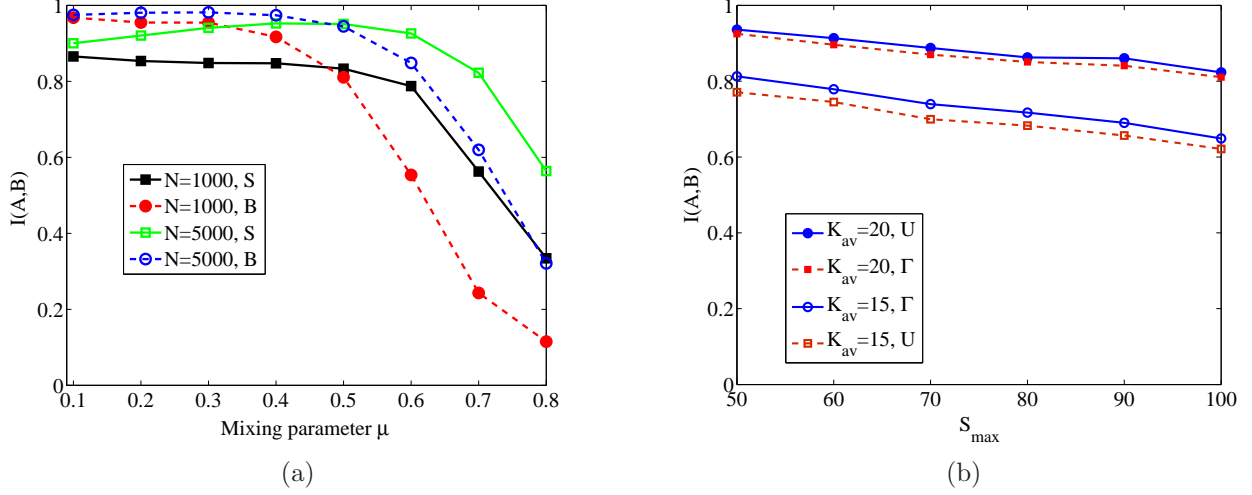 1
0.8
0.6
0.4
0.2
0
I(A,B)
0.1 0.2 0.3 0.4 0.5 0.6 0.7 0.8
Mixing parameter μ
N=1000, S
N=1000, B
N=5000, S
N=5000, B
(a)
1
0.8
0.6
0.4
0.2
0
I(A,B)
50 60 70 80 90 100
S_max
K_av=20, U
K_av=20, Γ
K_av=15, Γ
K_av=15, U
(b)